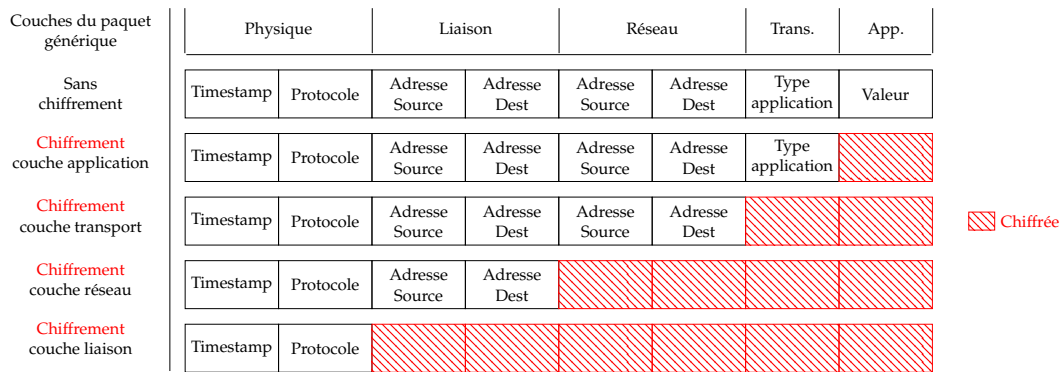 Couches du paquet
générique
Physique Liaison Réseau Trans. App.
Sans
chiffrement
Timestamp Protocole Adresse Source Adresse Dest Adresse Source Adresse Dest Type application Valeur
Chiffrement
couche application
Timestamp Protocole Adresse Source Adresse Dest Adresse Source Adresse Dest Type application
Chiffrement
couche transport
Timestamp Protocole Adresse Source Adresse Dest Adresse Source Adresse Dest
Chiffrée
Chiffrement
couche réseau
Timestamp Protocole Adresse Source Adresse Dest
Chiffrement
couche liaison
Timestamp Protocole